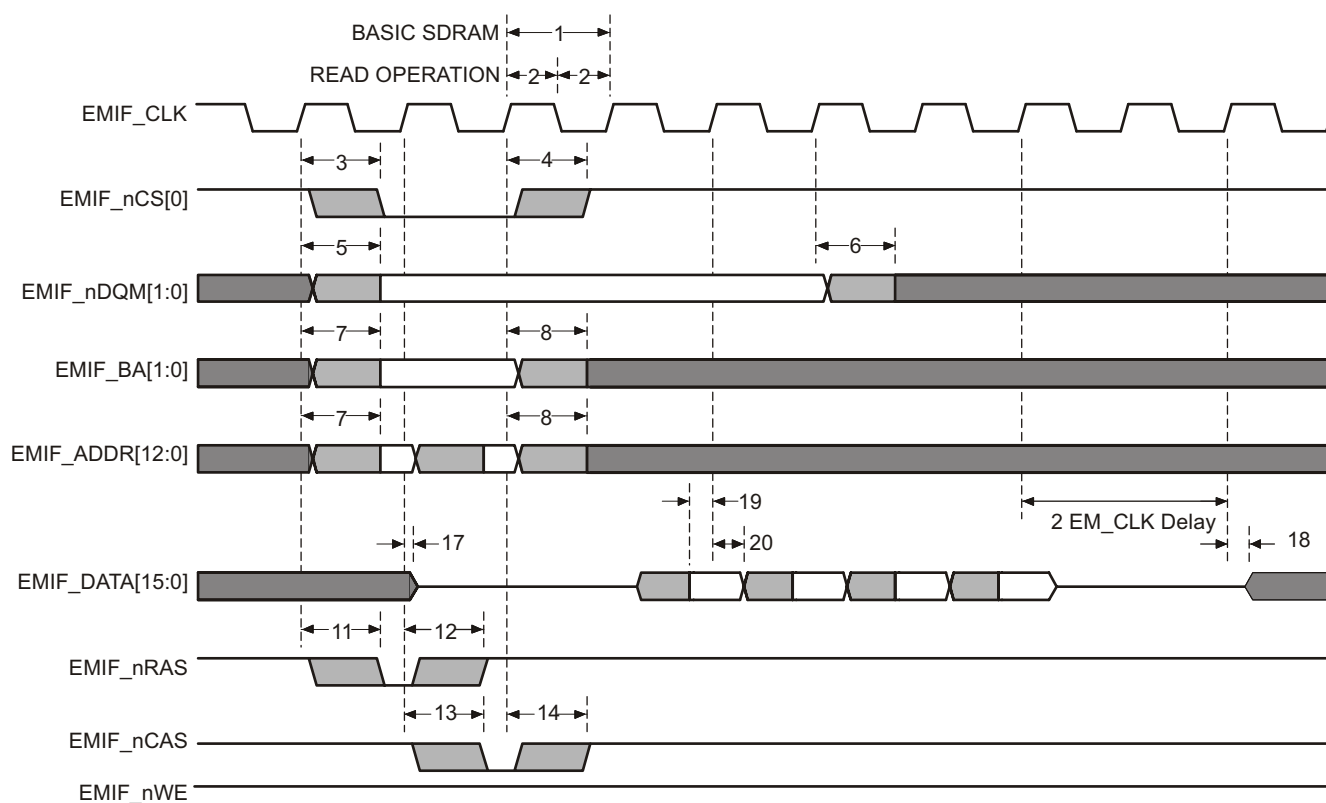 BASIC SDRAM
1
READ OPERATION
2 2
EMIF_CLK
3 4
EMIF_nCS[0]
5 6
EMIF_nDQM[1:0]
7 8
EMIF_BA[1:0]
7 8
EMIF_ADDR[12:0]
19
2 EM_CLK Delay
17 20 18
EMIF_DATA[15:0]
11 12
EMIF_nRAS
13 14
EMIF_nCAS
EMIF_nWE